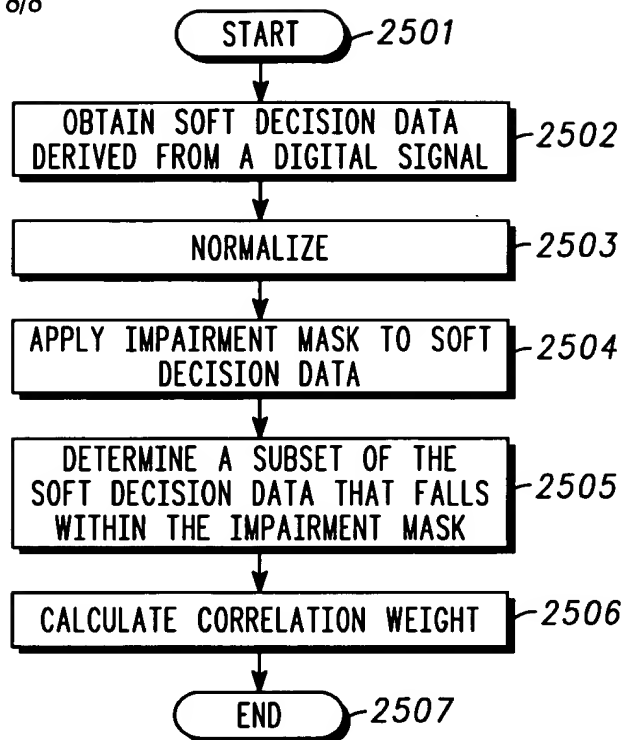 START 2501
OBTAIN SOFT DECISION DATA
DERIVED FROM A DIGITAL SIGNAL 2502
NORMALIZE 2503
APPLY IMPAIRMENT MASK TO SOFT
DECISION DATA 2504
DETERMINE A SUBSET OF THE
SOFT DECISION DATA THAT FALLS
WITHIN THE IMPAIRMENT MASK 2505
CALCULATE CORRELATION WEIGHT 2506
END 2507